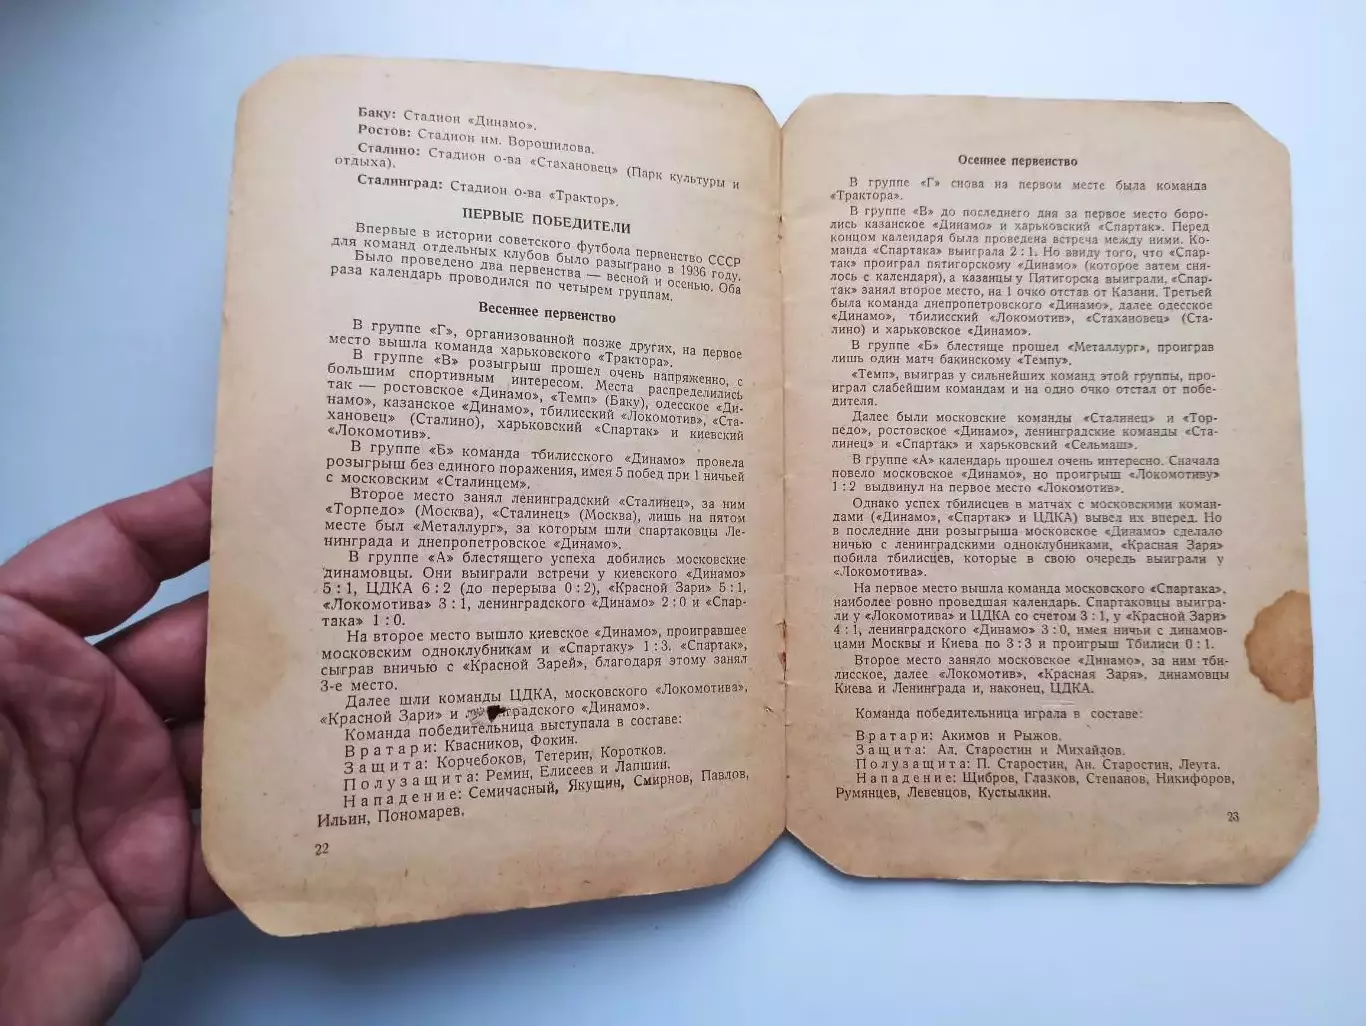 Баку: Стадион «Динамо».
Ростов: Стадион им. Ворошилова.
Сталино: Стадион о-ва «Стахановец» (Парк культуры и
отдыха).
Сталинград: Стадион о-ва «Трактор».
ПЕРВЫЕ ПОБЕДИТЕЛИ
Впервые в истории советского футбола первенство СССР
для команд отдельных клубов было разыграно в 1936 году.
Было проведено два первенства — весной и осенью. Оба
раза календарь проводился по четырем группам.
Весеннее первенство
В группе «Г», организованной позже других, на первое
место вышла команда харьковского «Трактора».
В группе «В» розыгрыш прошел очень напряженно, с
большим спортивным интересом. Места распределились
так — ростовское «Динамо», «Темп» (Баку), одесское «Ди-
намо», казанское «Динамо», тбилисский «Локомотив», «Ста-
хановец» (Сталино), харьковский «Спартак» и киевский
«Локомотив».
В группе «Б» команда тбилисского «Динамо» провела
розыгрыш без единого поражения, имея 5 побед при 1 ничьей
с московским «Сталинцем».
Второе место занял ленинградский «Сталинец», за ним
«Торпедо» (Москва), «Сталинец» (Москва), лишь на пятом
месте был «Металлург», за которым шли спартаковцы Ле-
нинграда и днепропетровское «Динамо».
В группе «А» блестящего успеха добились московские
динамовцы. Они выиграли встречи у киевского «Динамо»
5 : 1, ЦДКА 6 : 2 (до перерыва 0 : 2), «Красной Зари» 5 : 1,
«Локомотива» 3 : 1, ленинградского «Динамо» 2 : 0 и «Спар-
така» 1 : 0.
На второе место вышло киевское «Динамо», проигравшее
московским одноклубникам и «Спартаку» 1 : 3. «Спартак»,
сыграв вничью с «Красной Зарей», благодаря этому занял
3-е место.
Далее шли команды ЦДКА, московского «Локомотива»,
«Красной Зари» и градского «Динамо».
Команда победительница выступала в составе:
Вратари: Квасников, Фокин.
Защита: Корчебоков, Тетерин, Коротков.
Полузащита: Ремин, Елисеев и Лапшин.
Нападение: Семичасный, Якушин, Смирнов, Павлов,
Ильин, Пономарев.
22
Осеннее первенство
В группе «Г» снова на первом месте была команда
«Трактора».
В группе «В» до последнего дня за первое место боро-
лись казанское «Динамо» и харьковский «Спартак». Перед
концом календаря была проведена встреча между ними. Ко-
манда «Спартака» выиграла 2 : 1. Но ввиду того, что «Спар-
так» проиграл пятигорскому «Динамо» (которое затем сня-
лось с календаря), а казанцы у Пятигорска выиграли, «Спар-
так» занял второе место, на 1 очко отстав от Казани. Третьей
была команда днепропетровского «Динамо», далее одесское
«Динамо», тбилисский «Локомотив», «Стахановец» (Ста-
лино) и харьковское «Динамо».
В группе «Б» блестяще прошел «Металлург», проиграв
лишь один матч бакинскому «Темпу».
«Темп», выиграв у сильнейших команд этой группы, про-
играл слабейшим командам и на одно очко отстал от побе-
дителя.
Далее были московские команды «Сталинец» и «Тор-
педо», ростовское «Динамо», ленинградские команды «Ста-
линец» и «Спартак» и харьковский «Сельмаш».
В группе «А» календарь прошел очень интересно. Сначала
повело московское «Динамо», но проигрыш «Локомотиву»
1 : 2 выдвинул на первое место «Локомотив».
Однако успех тбилисцев в матчах с московскими коман-
дами («Динамо», «Спартак» и ЦДКА) вывел их вперед. Но
в последние дни розыгрыша московское «Динамо» сделало
ничью с ленинградскими одноклубниками, «Красная Заря»
побила тбилисцев, которые в свою очередь выиграли у
«Локомотива».
На первое место вышла команда московского «Спартака»,
наиболее ровно проведшая календарь. Спартаковцы выигра-
ли у «Локомотива» и ЦДКА со счетом 3 : 1, у «Красной Зари»
4 : 1, ленинградского «Динамо» 3 : 0, имея ничьи с динамов-
цами Москвы и Киева по 3 : 3 и проигрыш Тбилиси 0 : 1.
Второе место заняло московское «Динамо», за ним тби-
лисское, далее «Локомотив», «Красная Заря», динамовцы
Киева и Ленинграда и, наконец, ЦДКА.
Команда победительница играла в составе:
Вратари: Акимов и Рыжов.
Защита: Ал. Старостин и Михайлов.
Полузащита: П. Старостин, Ан. Старостин, Леута.
Нападение: Щибров, Глазков, Степанов, Никифоров,
Румянцев, Левенцов, Кустылкин.
23